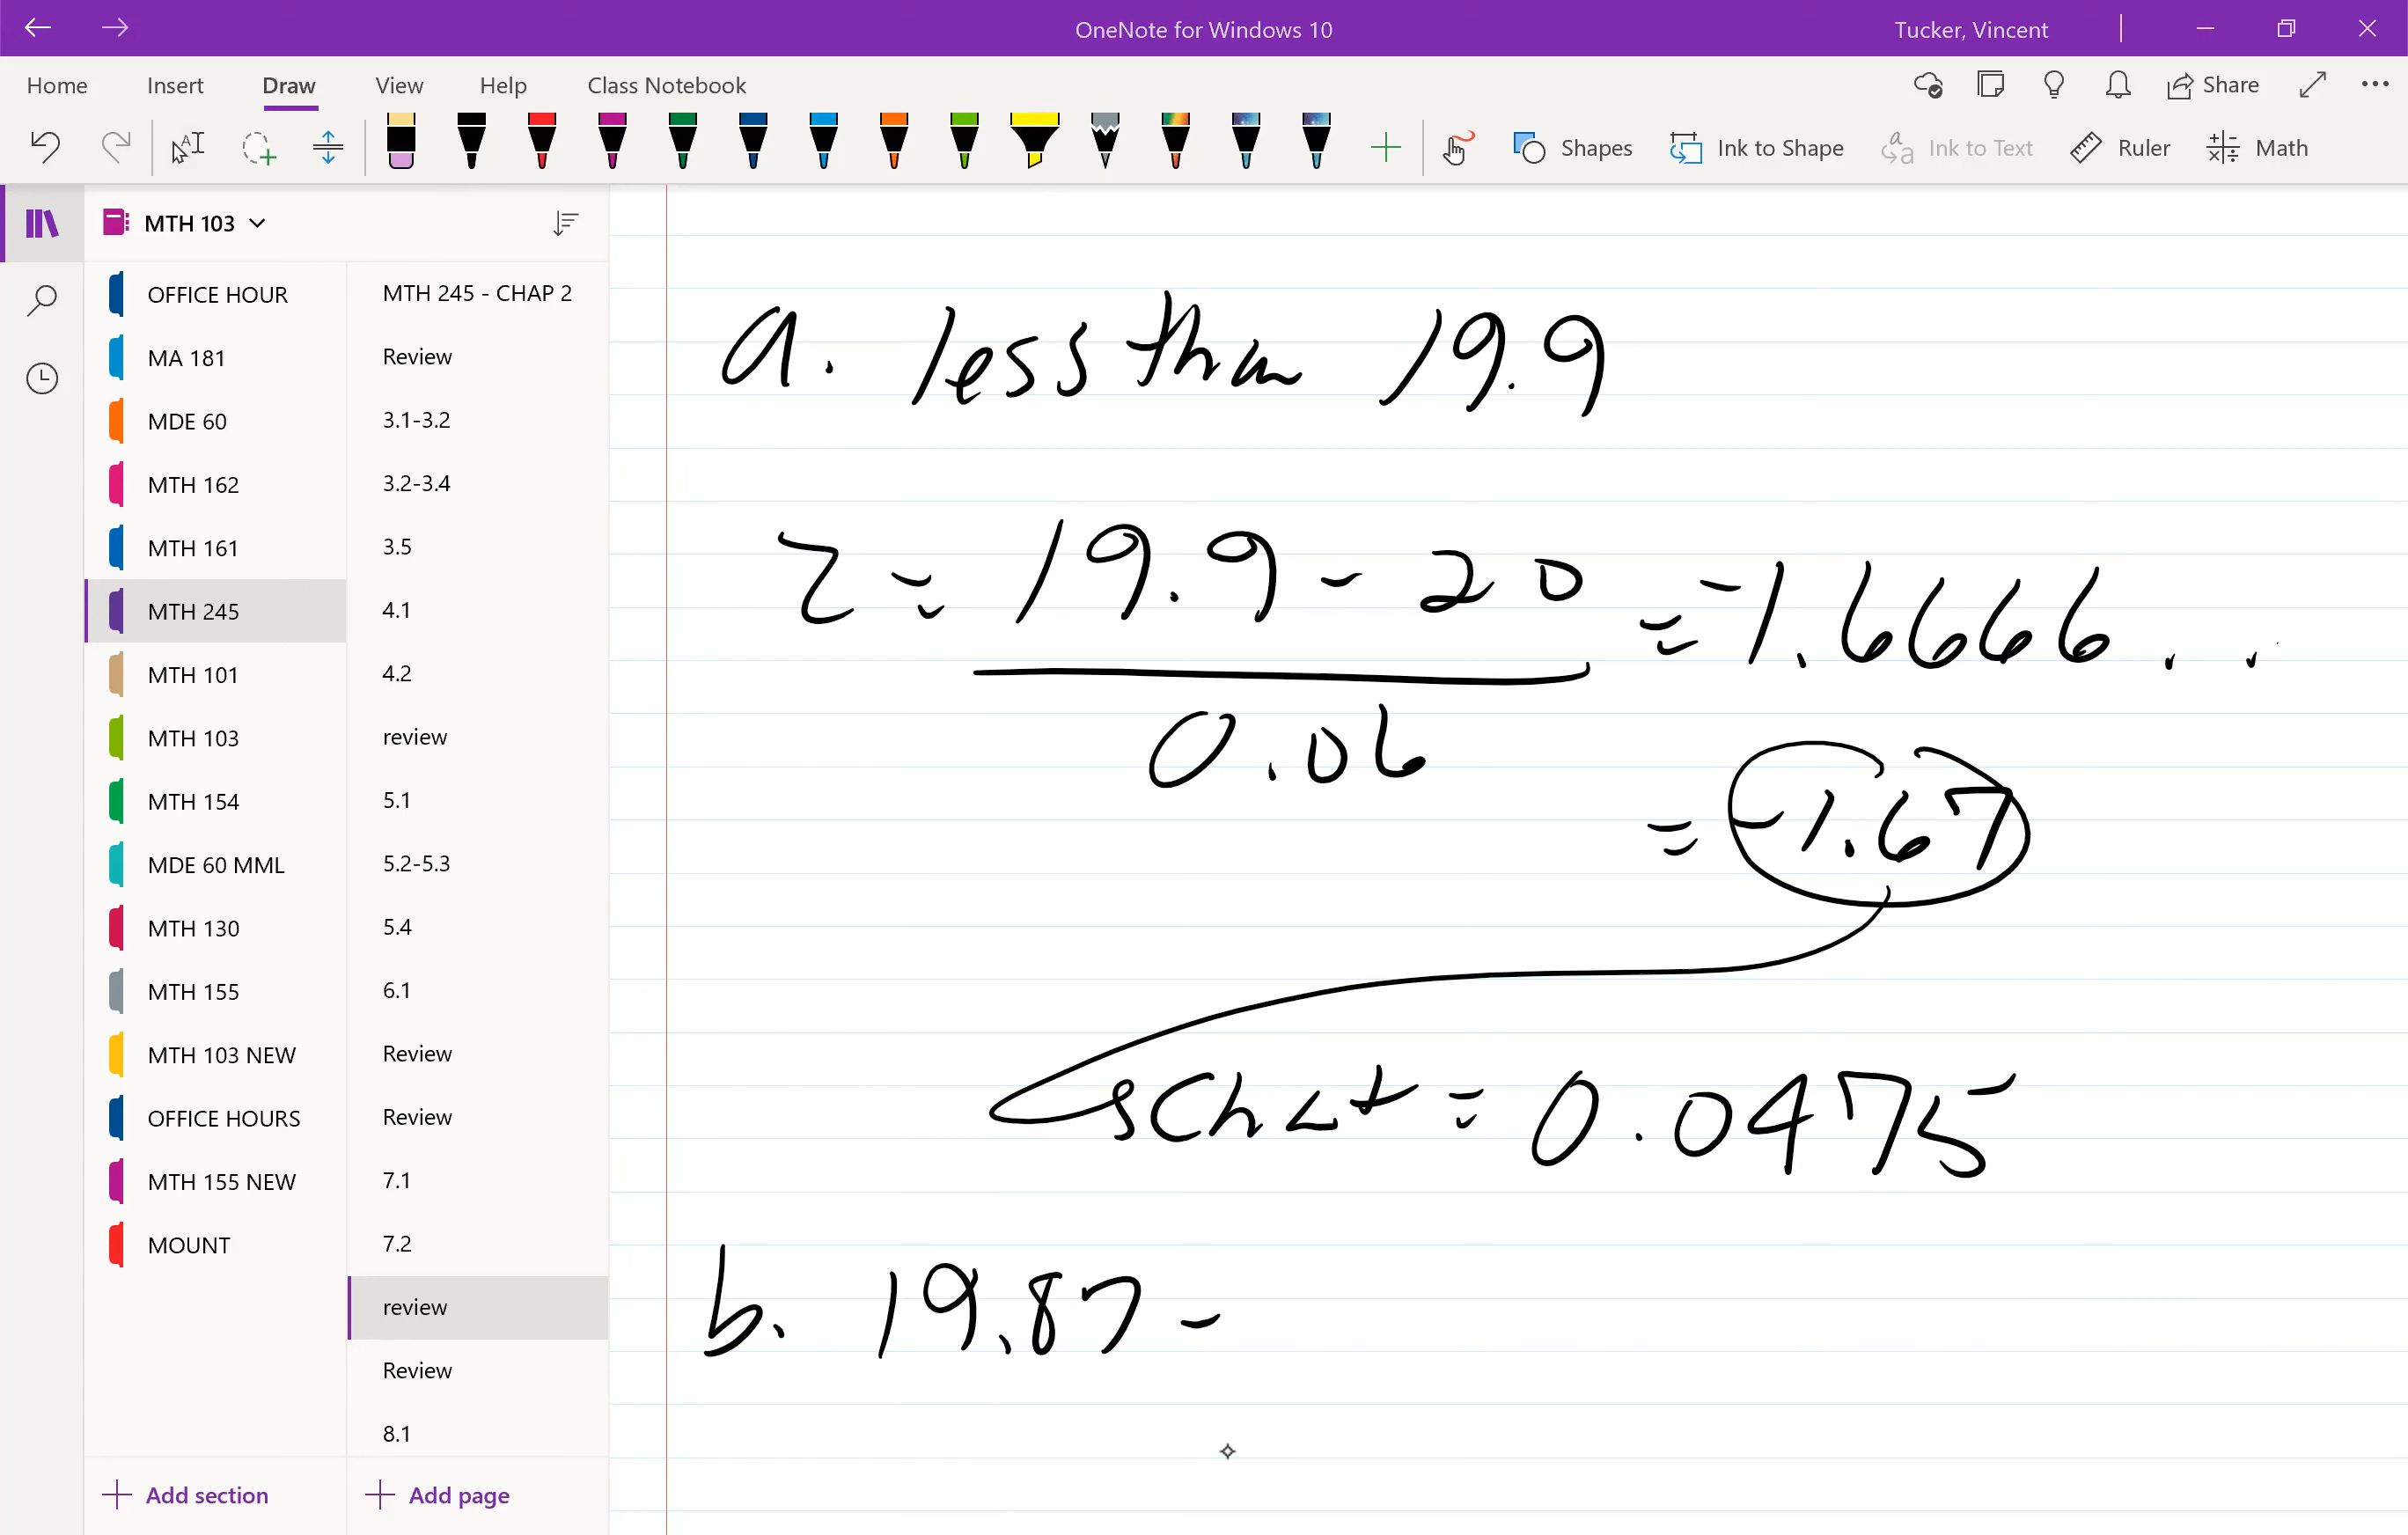 OneNote for Windows 10
Tucker, Vincent
Home Insert Draw View Help Class Notebook
Share
Shapes Ink to Shape Ink to Text Ruler Math
MTH 103
OFFICE HOUR
MA 181
MDE 60
MTH 162
MTH 161
MTH 245
MTH 101
MTH 103
MTH 154
MDE 60 MML
MTH 130
MTH 155
MTH 103 NEW
OFFICE HOURS
MTH 155 NEW
MOUNT
Add section
MTH 245 - CHAP 2
Review
3.1-3.2
3.2-3.4
3.5
4.1
4.2
review
5.1
5.2-5.3
5.4
6.1
Review
Review
7.1
7.2
review
Review
8.1
Add page
a. less than 19.9
z = 19.9 - 20 = -1.6666...
0.06
= -1.67
Chat = 0.0475
b. 19.87 -